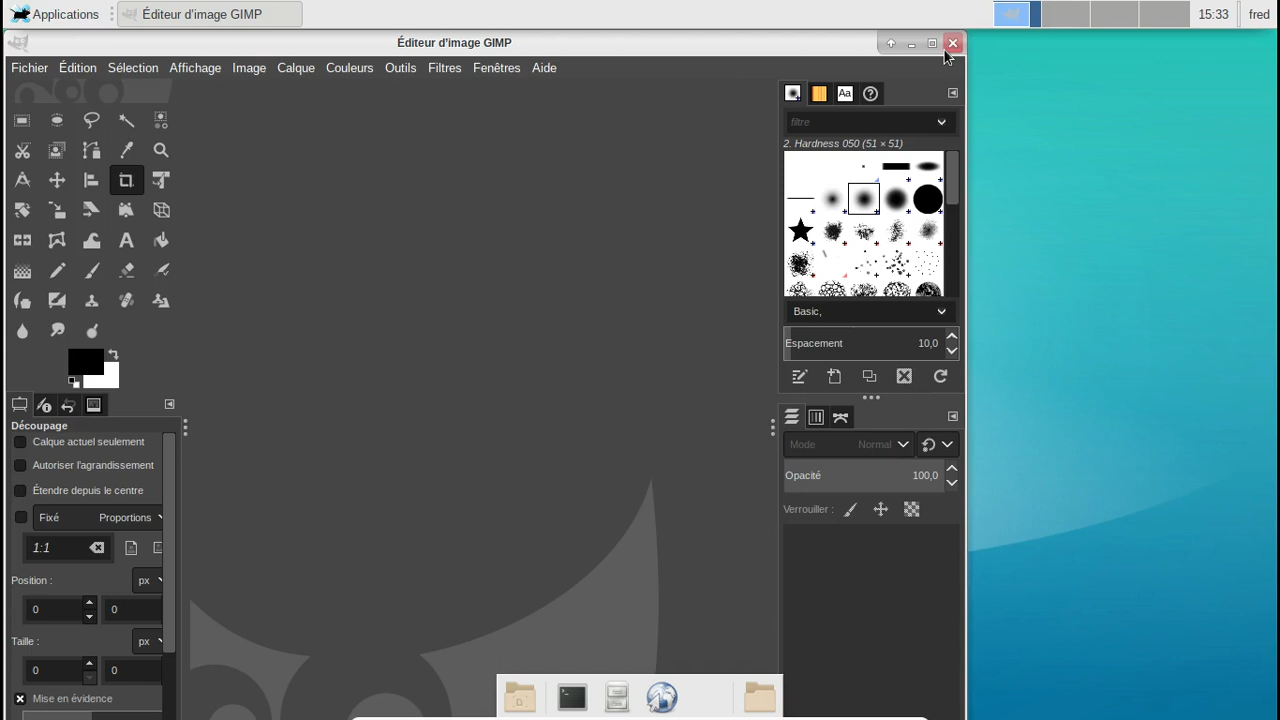 Applications
Éditeur d'image GIMP
15:33
fred
Éditeur d'image GIMP
Fichier Édition Sélection Affichage Image Calque Couleurs Outils Filtres Fenêtres Aide
Aa
filtre
2. Hardness 050 (51 × 51)
Basic,
Espacement 10,0
Découpage
Calque actuel seulement
Autoriser l'agrandissement
Étendre depuis le centre
Fixé Proportions
1:1
Position :
px
0 0
Taille :
px
0 0
Mise en évidence
Mode Normal
Opacité 100,0
Verrouiller :